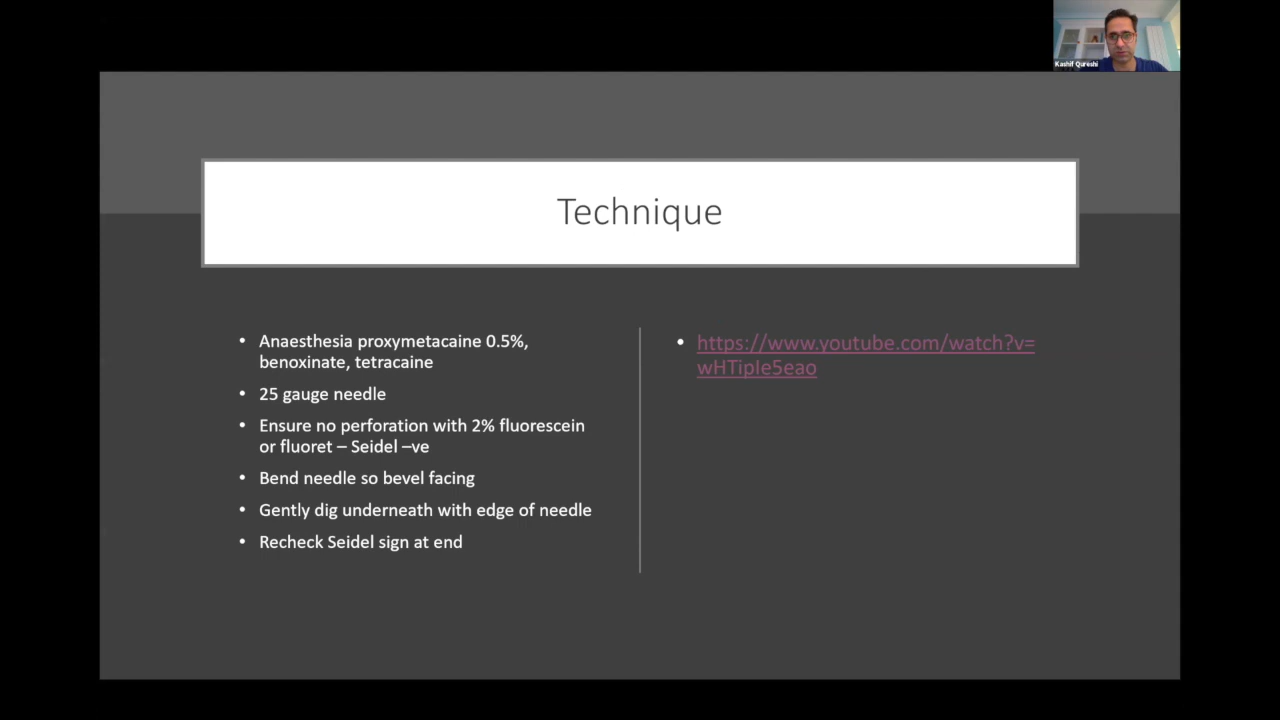 Kashif Qureshi
Technique
• Anaesthesia proxymetacaine 0.5%,
benoxinate, tetracaine
• 25 gauge needle
• Ensure no perforation with 2% fluorescein
or fluoret – Seidel –ve
• Bend needle so bevel facing
• Gently dig underneath with edge of needle
• Recheck Seidel sign at end
• https://www.youtube.com/watch?v=
wHTipIe5eao